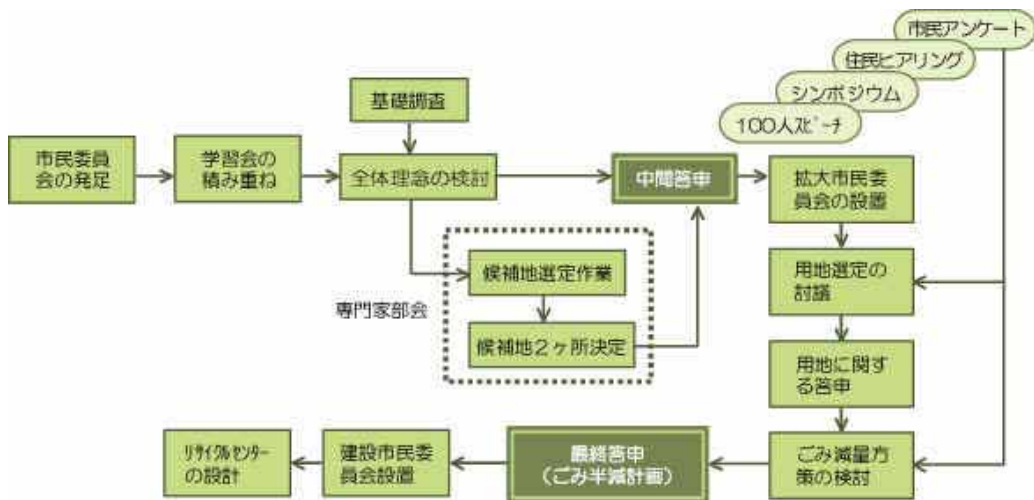 市民アンケート
住民ヒアリング
シンポジウム
100人スピーチ
基礎調査
市民委員
会の発足
学習会の
積み重ね
全体理念の検討
中間答申
拡大市民委
員会の設置
候補地選定作業
用地選定の
討議
専門家部会
候補地2ヶ所決定
用地に関す
る答申
リサイクルセンター
の設計
建設市民委
員会設置
最終答申
(ごみ半減計画)
ごみ減量方
策の検討